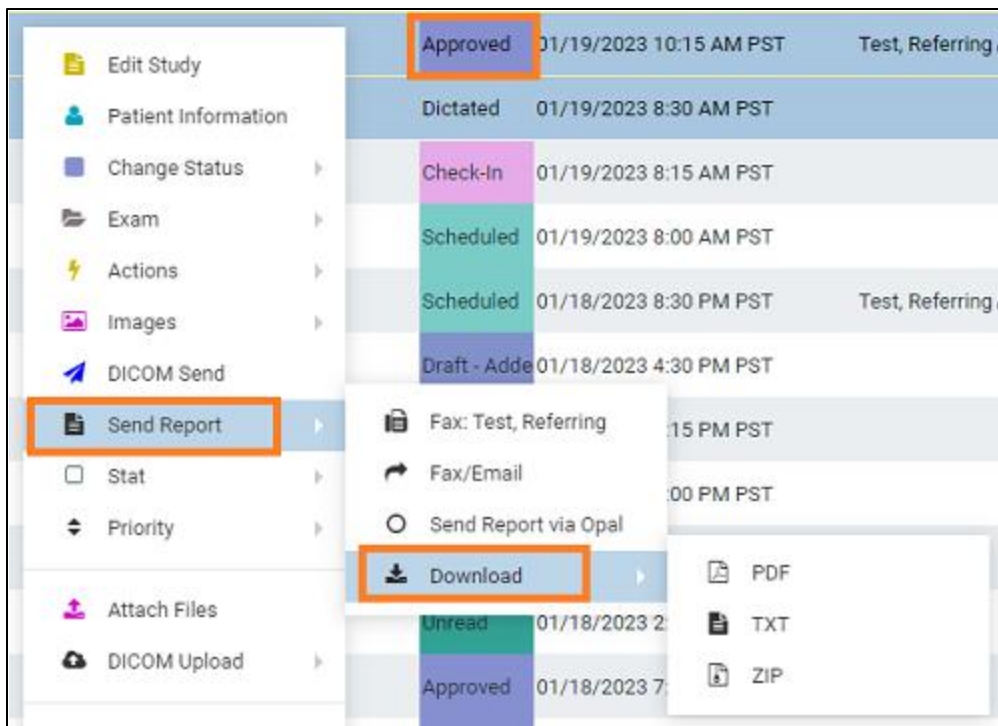 Approved 01/19/2023 10:15 AM PST Test, Referring
Edit Study
Dictated 01/19/2023 8:30 AM PST
Patient Information
Change Status
Check-In 01/19/2023 8:15 AM PST
Exam
Scheduled 01/19/2023 8:00 AM PST
Actions
Scheduled 01/18/2023 8:30 PM PST Test, Referring
Images
DICOM Send
Draft - Adde 01/18/2023 4:30 PM PST
Send Report
Fax: Test, Referring
:15 PM PST
Stat
Fax/Email
:00 PM PST
Priority
Send Report via Opal
Download
PDF
Attach Files
Unread 01/18/2023 2:
TXT
DICOM Upload
ZIP
Approved 01/18/2023 7: